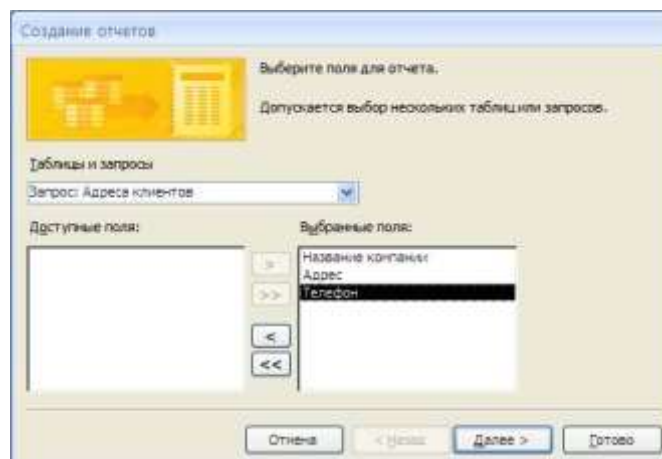 Создание отчетов
Выберите поля для отчета.
Допускается выбор нескольких таблиц или запросов.
Таблицы и запросы
Запрос: Адреса клиентов
Доступные поля:
Выбранные поля:
Название компании
Адрес
Телефон
>
>>
<
<<
Отмена
< Назад
Далее >
Готово